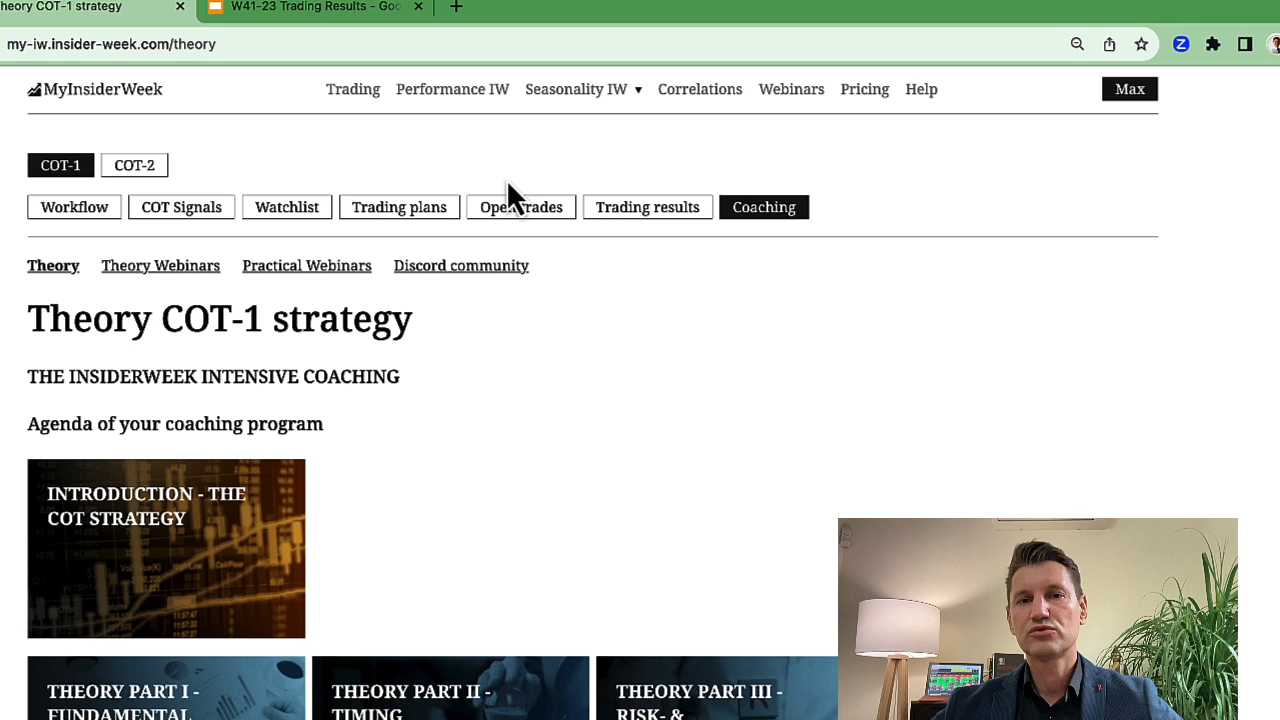 heory COT-1 strategy
W41-23 Trading Results - Goo
my-iw.insider-week.com/theory
MyInsiderWeek
Trading Performance IW Seasonality IW ▼ Correlations Webinars Pricing Help
Max
COT-1 COT-2
Workflow COT Signals Watchlist Trading plans Open trades Trading results Coaching
Theory Theory Webinars Practical Webinars Discord community
Theory COT-1 strategy
THE INSIDERWEEK INTENSIVE COACHING
Agenda of your coaching program
INTRODUCTION - THE
COT STRATEGY
THEORY PART I -
FUNDAMENTAL
THEORY PART II -
TIMING
THEORY PART III -
RISK- &